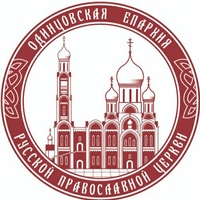 ОДИНЦОВСКАЯ ЕПАРХИЯ
РУССКОЙ ПРАВОСЛАВНОЙ ЦЕРКВИ